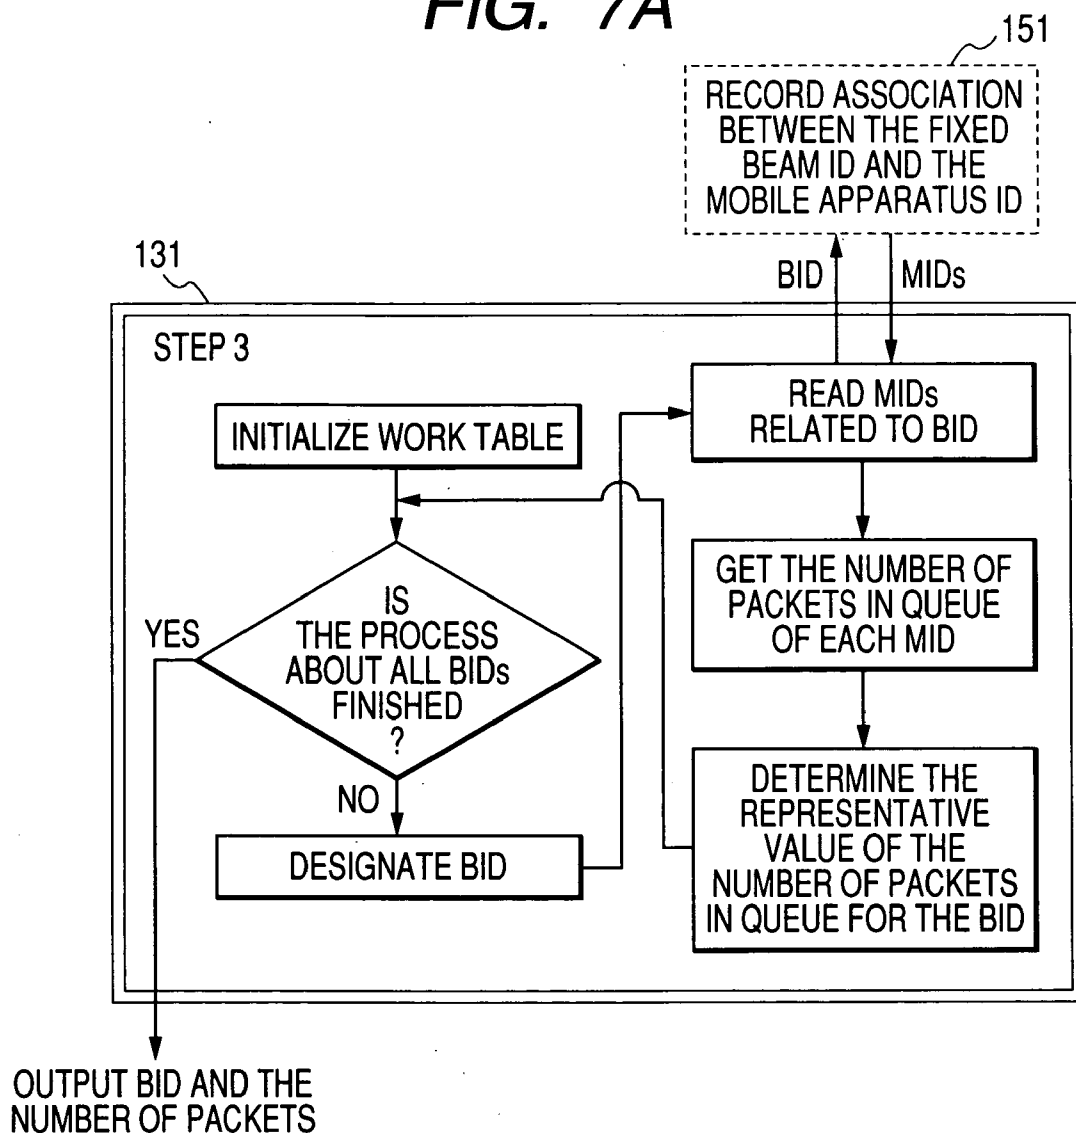 FIG. 7A
151
RECORD ASSOCIATION
BETWEEN THE FIXED
BEAM ID AND THE
MOBILE APPARATUS ID
131
BID
MIDs
STEP 3
INITIALIZE WORK TABLE
READ MIDs
RELATED TO BID
IS
THE PROCESS
ABOUT ALL BIDs
FINISHED
?
YES
NO
GET THE NUMBER OF
PACKETS IN QUEUE
OF EACH MID
DESIGNATE BID
DETERMINE THE
REPRESENTATIVE
VALUE OF THE
NUMBER OF PACKETS
IN QUEUE FOR THE BID
OUTPUT BID AND THE
NUMBER OF PACKETS